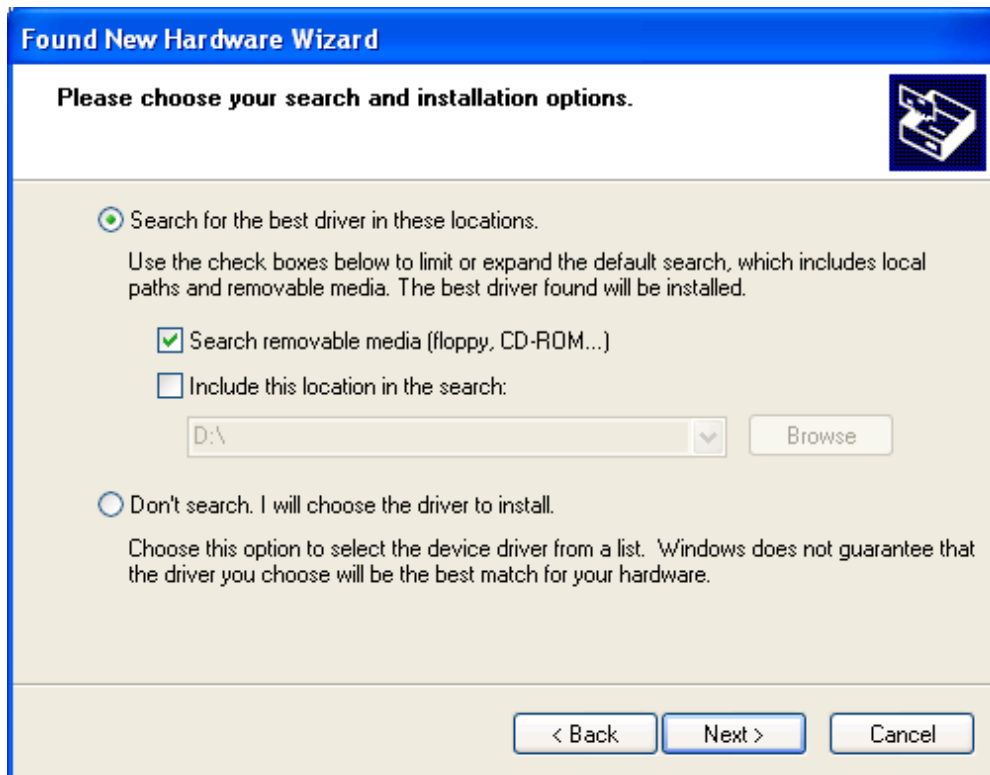 Found New Hardware Wizard
Please choose your search and installation options.
Search for the best driver in these locations.
Use the check boxes below to limit or expand the default search, which includes local
paths and removable media. The best driver found will be installed.
Search removable media (floppy, CD-ROM...)
Include this location in the search:
D:\
Browse
Don't search. I will choose the driver to install.
Choose this option to select the device driver from a list.  Windows does not guarantee that
the driver you choose will be the best match for your hardware.
< Back
Next >
Cancel